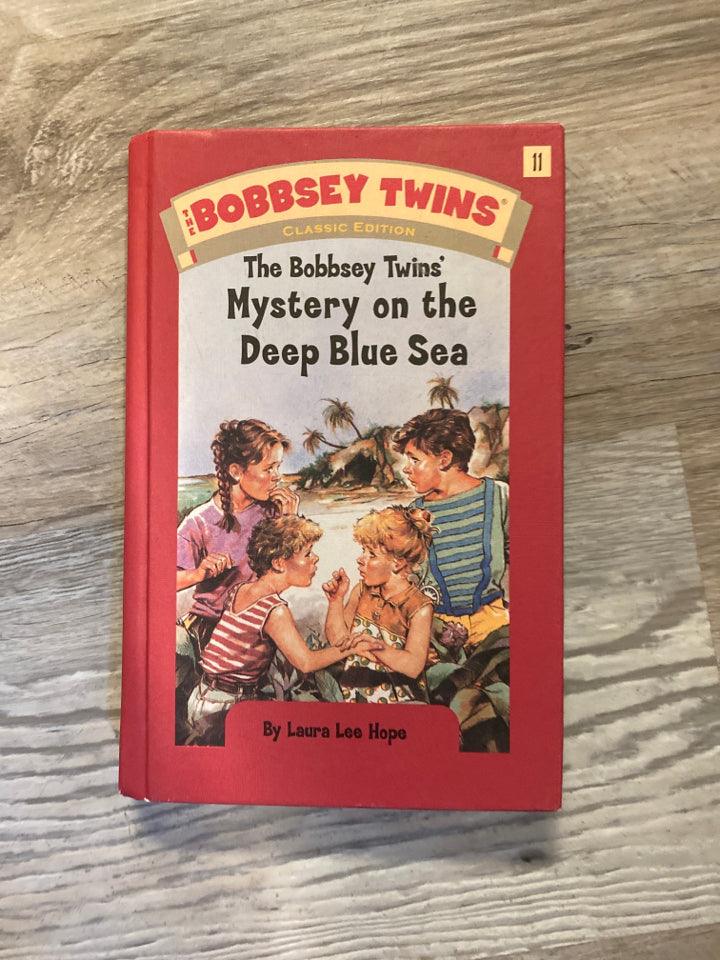 11
THE BOBBSEY TWINS®
CLASSIC EDITION
The Bobbsey Twins'
Mystery on the
Deep Blue Sea
By Laura Lee Hope